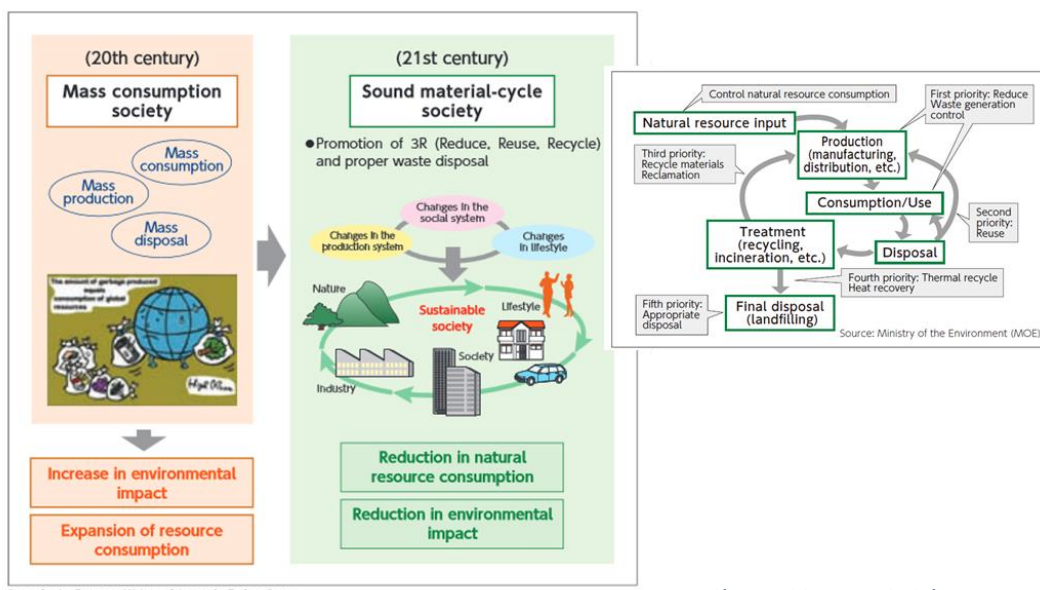 (20th century)
Mass consumption
society
Mass
consumption
Mass
production
Mass
disposal
The amount of garbage produced
equals
consumption of global
resources
Increase in environmental
impact
Expansion of resource
consumption
(21st century)
Sound material-cycle
society
●Promotion of 3R (Reduce, Reuse, Recycle)
and proper waste disposal
Changes in the
social system
Changes in the
production system
Changes
in lifestyle
Nature
Sustainable
society
Lifestyle
Society
Industry
Reduction in natural
resource consumption
Reduction in environmental
impact
Control natural resource consumption
First priority: Reduce
Waste generation
control
Natural resource input
Production
(manufacturing,
distribution, etc.)
Third priority:
Recycle materials
Reclamation
Consumption/Use
Second
priority:
Reuse
Treatment
(recycling,
incineration, etc.)
Disposal
Fourth priority: Thermal recycle
Heat recovery
Fifth priority:
Appropriate
disposal
Final disposal
(landfilling)
Source: Ministry of the Environment (MOE)